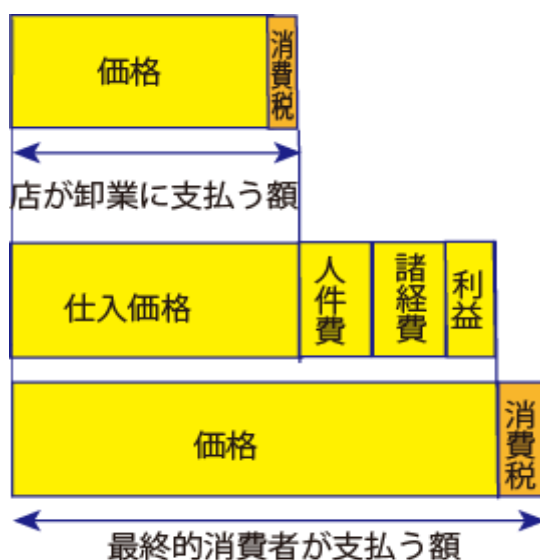 価格 消費税
店が卸業に支払う額
仕入価格 人件費 諸経費 利益
価格 消費税
最終的消費者が支払う額